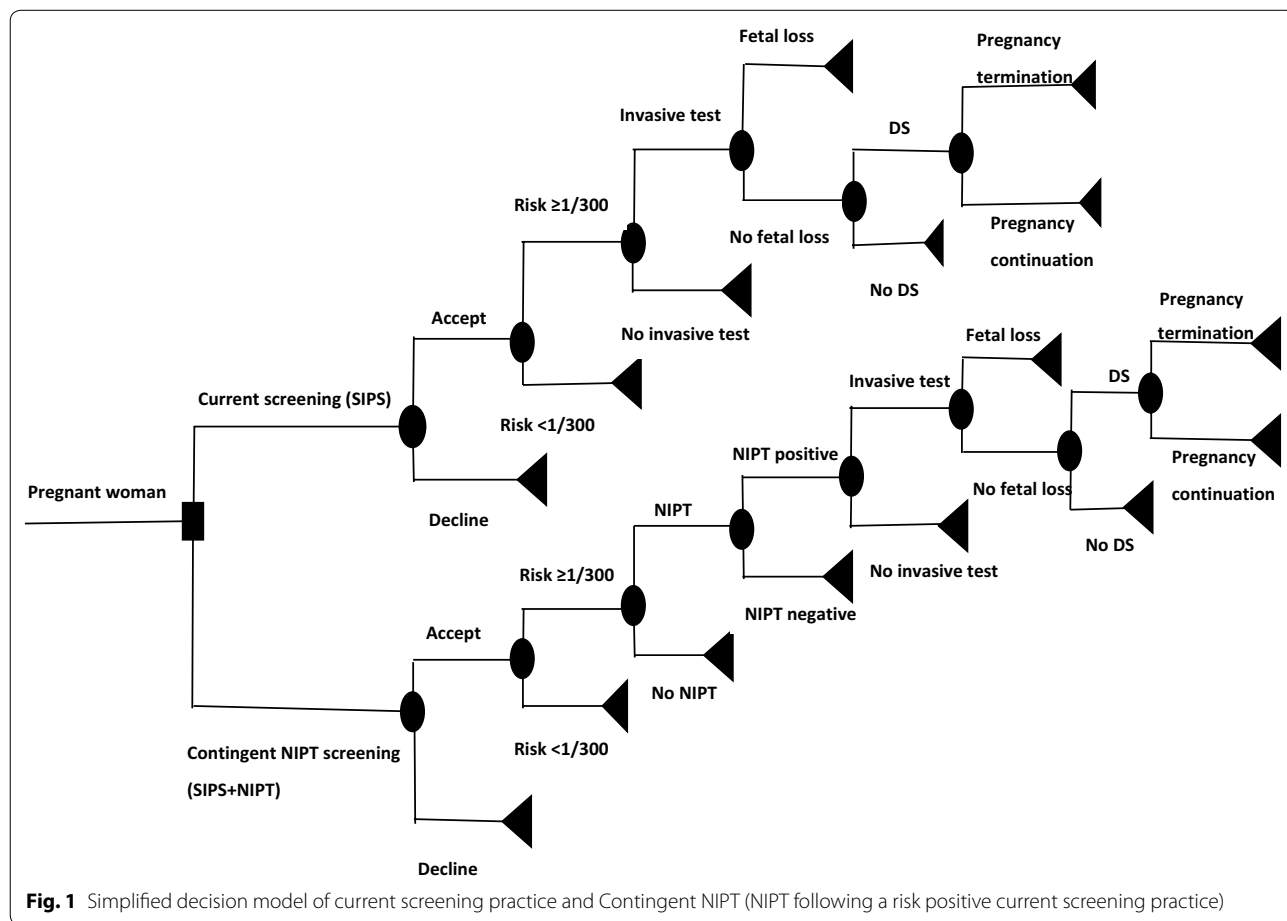 Fetal loss
Pregnancy
termination
Invasive test
DS
Risk ≥1/300
No fetal loss
Pregnancy
continuation
No DS
Accept
No invasive test
Pregnancy
termination
Fetal loss
DS
Invasive test
Current screening (SIPS)
Risk <1/300
NIPT positive
Pregnancy
continuation
Pregnant woman
No fetal loss
Decline
NIPT
No DS
Risk ≥1/300
No invasive test
NIPT negative
Accept
No NIPT
Contingent NIPT screening
(SIPS+NIPT)
Risk <1/300
Decline
Fig. 1 Simplified decision model of current screening practice and Contingent NIPT (NIPT following a risk positive current screening practice)